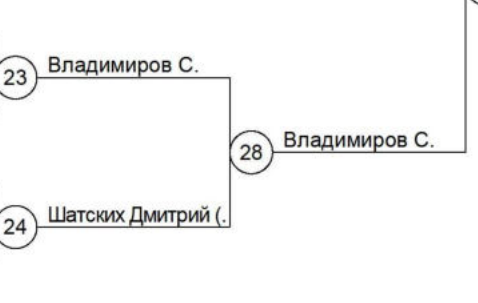 Владимиров С.
23
28
Владимиров С.
Шатских Дмитрий (.
24